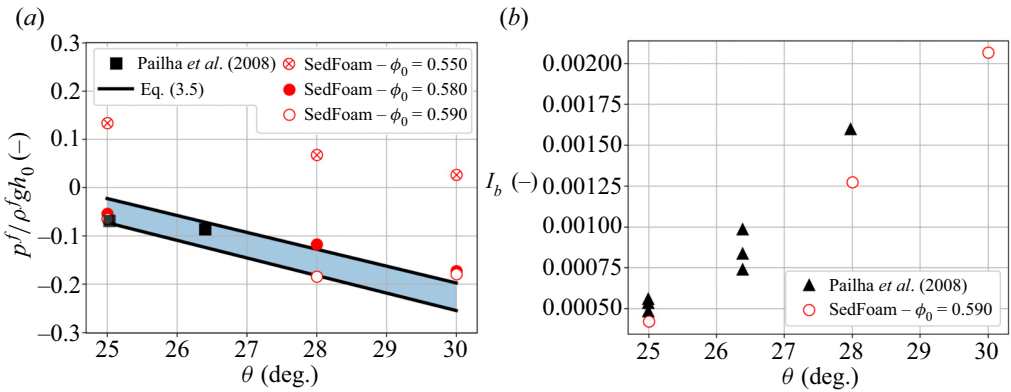 (a)
0.3
0.2
0.1
0
−0.1
−0.2
−0.3
p^f/ρ^f gh_0 (–)
Pailha et al. (2008)
Eq. (3.5)
SedFoam – ϕ_0 = 0.550
SedFoam – ϕ_0 = 0.580
SedFoam – ϕ_0 = 0.590
25 26 27 28 29 30
θ (deg.)
(b)
0.00200
0.00175
0.00150
0.00125
0.00100
0.00075
0.00050
I_b (–)
Pailha et al. (2008)
SedFoam – ϕ_0 = 0.590
25 26 27 28 29 30
θ (deg.)